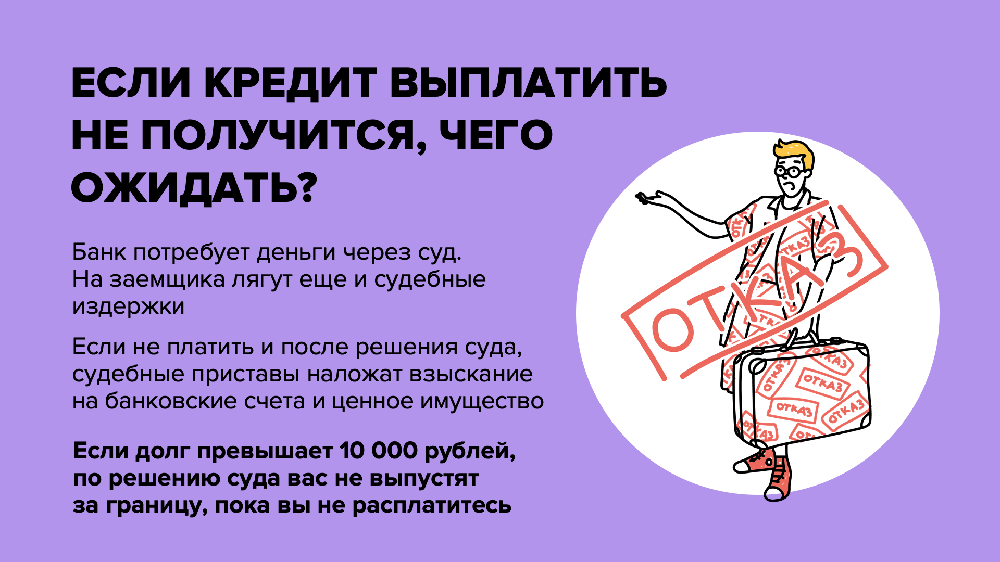 ЕСЛИ КРЕДИТ ВЫПЛАТИТЬ
НЕ ПОЛУЧИТСЯ, ЧЕГО
ОЖИДАТЬ?
Банк потребует деньги через суд.
На заемщика лягут еще и судебные
издержки
Если не платить и после решения суда,
судебные приставы наложат взыскание
на банковские счета и ценное имущество
Если долг превышает 10 000 рублей,
по решению суда вас не выпустят
за границу, пока вы не расплатитесь
ОТКАЗ
ОТКАЗ
ОТКАЗ
ОТКАЗ
ОТКАЗ
ОТКАЗ
ОТКАЗ